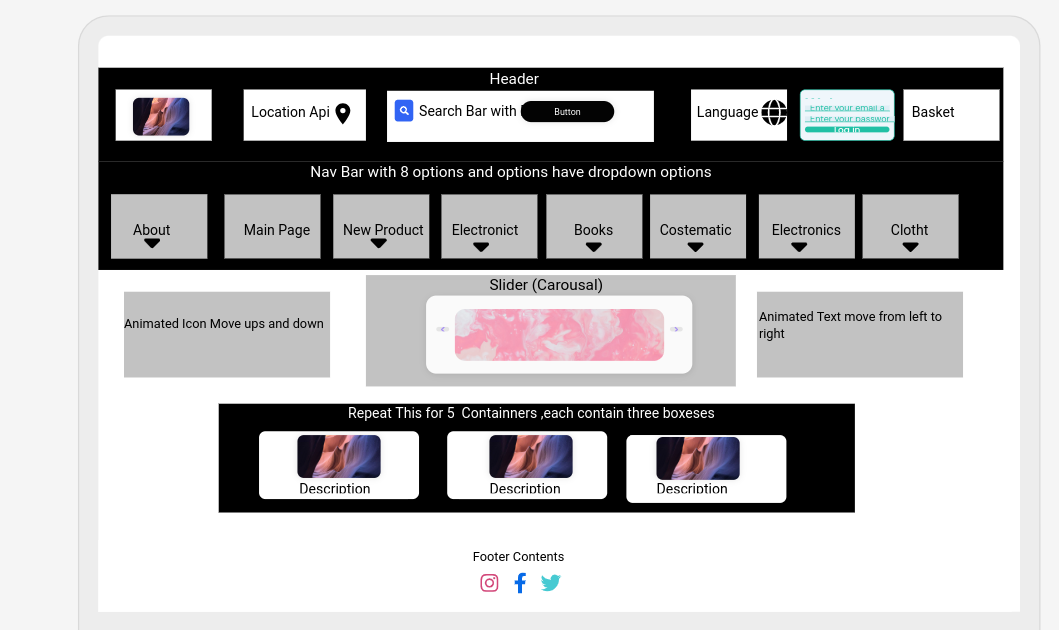 Header
Location Api
Search Bar with
Button
Language
Enter your email a
Enter your passwor
Log in
Basket
Nav Bar with 8 options and options have dropdown options
About
Main Page
New Product
Electronict
Books
Costematic
Electronics
Clotht
Slider (Carousal)
Animated Icon Move ups and down
Animated Text move from left to
right
Repeat This for 5  Containners ,each contain three boxeses
Description
Description
Description
Footer Contents